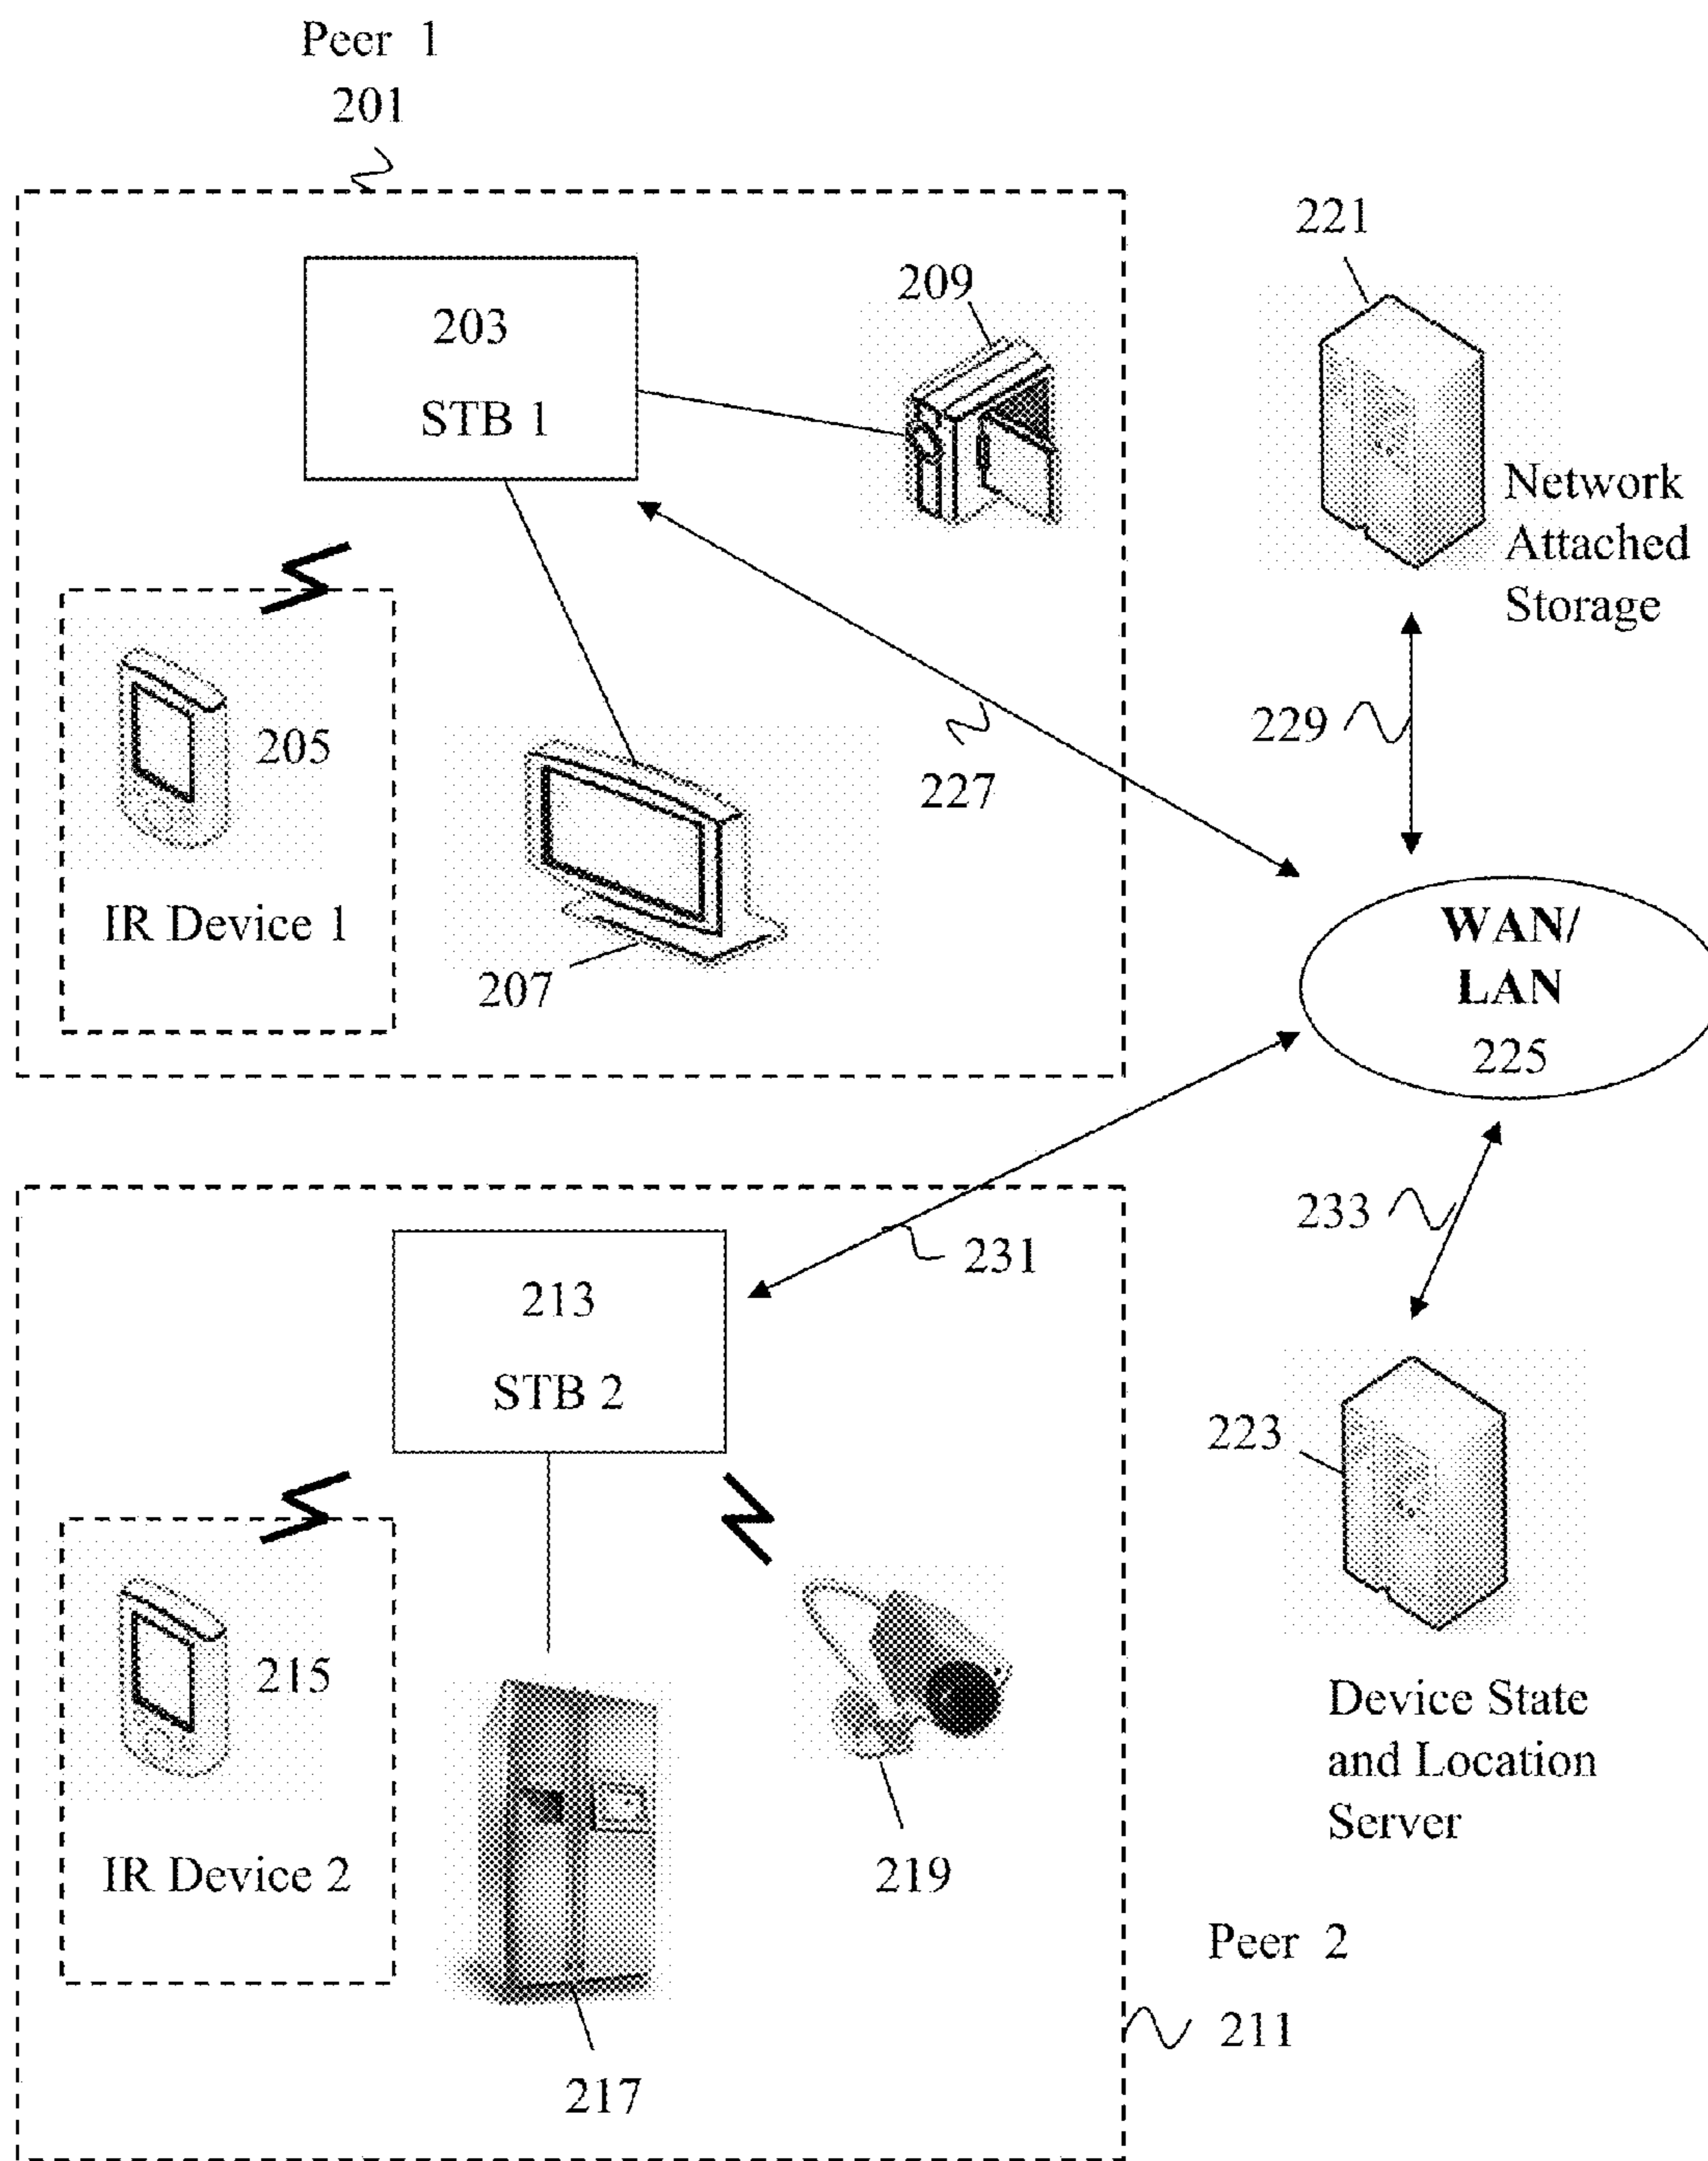 Peer 1
201
221
209
203
STB 1
Network
Attached
Storage
205
229
227
IR Device 1
207
WAN/
LAN
225
233
231
213
STB 2
223
215
Device State
and Location
Server
IR Device 2
219
Peer 2
211
217